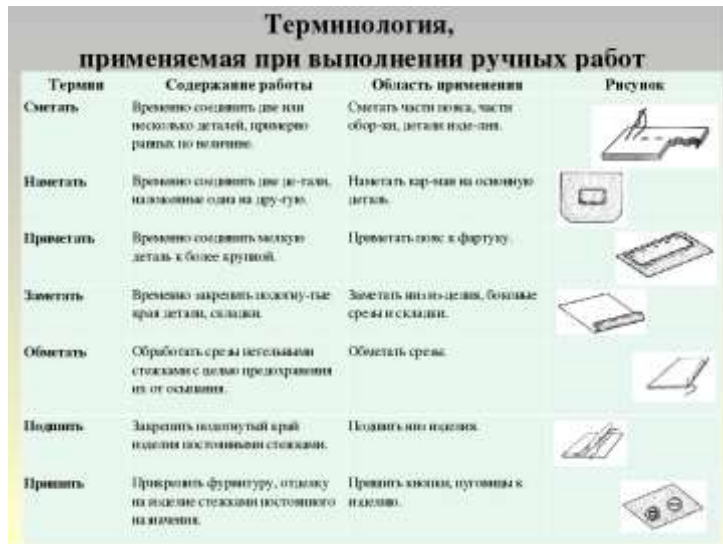 Терминология,
применяемая при выполнении ручных работ
Термин Содержание работы Область применения Рисунок
Сметать Временно соединить две или Сметать части пояса, части
несколько деталей, примерно обор-ки, детали изде-лия.
равных по величине.
Наметать Временно соединить две де-тали, Наметать кар-ман на основную
наложенные одна на дру-гую. деталь.
Приметать Временно соединить мелкую Приметать пояс к фартуку.
деталь к более крупной.
Заметать Временно закрепить подогну-тые Заметать низ из-делия, боковые
края детали, складки. срезы и складки.
Обметать Обработать срезы петельными Обметать срезы.
стежками с целью предохранения
их от осыпания.
Подшить Закрепить подогнутый край Подшить низ изделия.
изделия постоянными стежками.
Пришить Прикрепить фурнитуру, отделку Пришить кнопки, пуговицы к
на изделие стежками постоянного изделию.
назначения.